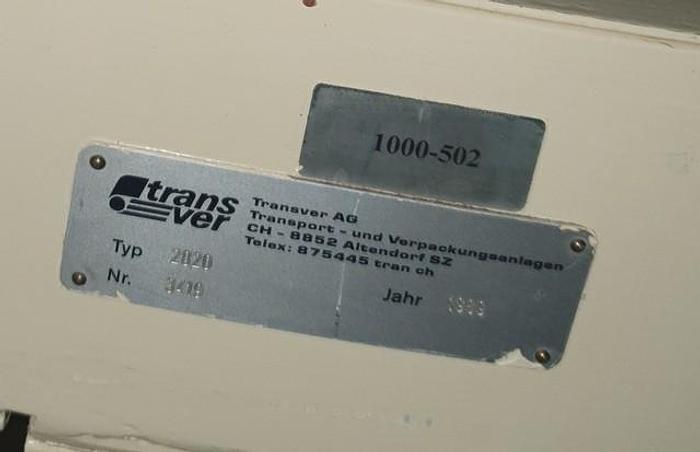 1000-502
trans
ver
Transver AG
Transport - und Verpackungsanlagen
CH - 8852 Altendorf SZ
Telex: 875445 tran ch
Typ 2020
Nr.
Jahr